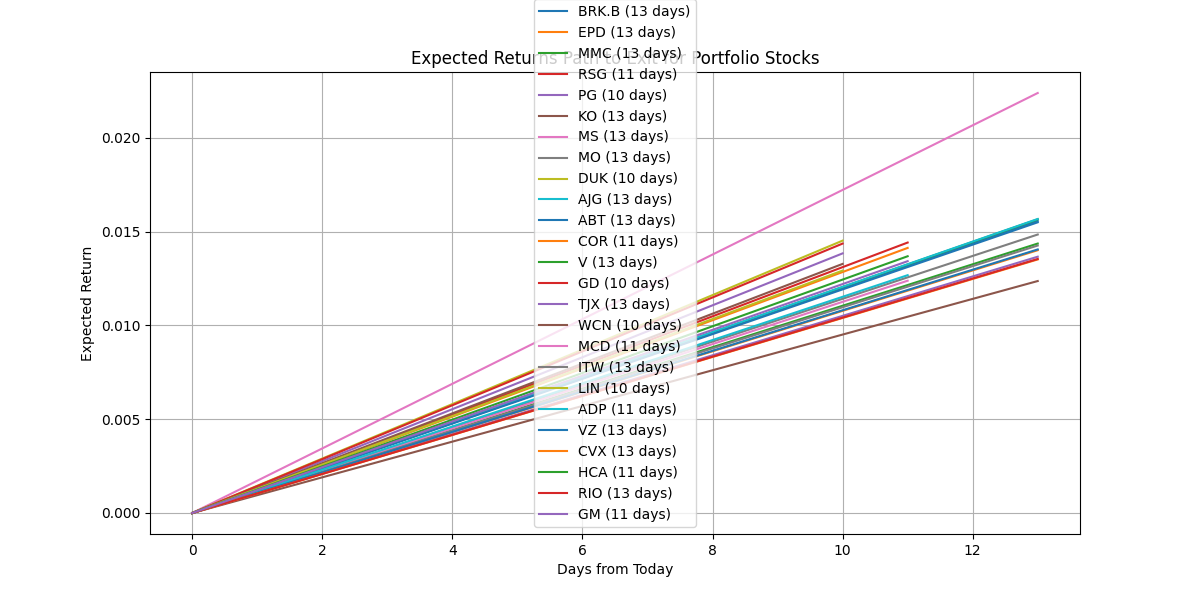 BRK.B (13 days)
EPD (13 days)
MMC (13 days)
Expected Returns Path to Exit for Portfolio Stocks
RSG (11 days)
PG (10 days)
KO (13 days)
MS (13 days)
MO (13 days)
DUK (10 days)
AJG (13 days)
ABT (13 days)
COR (11 days)
V (13 days)
GD (10 days)
TJX (13 days)
WCN (10 days)
MCD (11 days)
ITW (13 days)
LIN (10 days)
ADP (11 days)
VZ (13 days)
CVX (13 days)
HCA (11 days)
RIO (13 days)
GM (11 days)
Expected Return
0.020
0.015
0.010
0.005
0.000
0 2 4 6 8 10 12
Days from Today